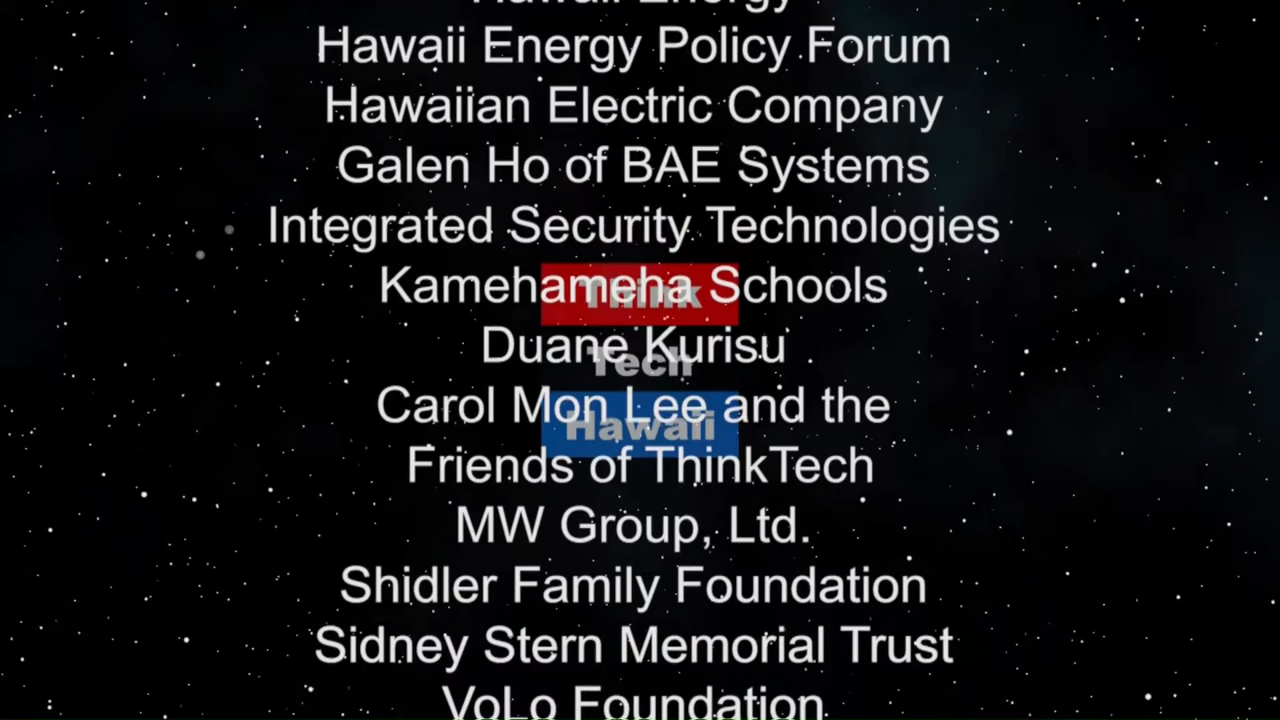 Hawaii Energy
Hawaii Energy Policy Forum
Hawaiian Electric Company
Galen Ho of BAE Systems
Integrated Security Technologies
Kamehameha Schools
Think
Duane Kurisu
Tech
Carol Mon Lee and the
Hawaii
Friends of ThinkTech
MW Group, Ltd.
Shidler Family Foundation
Sidney Stern Memorial Trust
VoLo Foundation